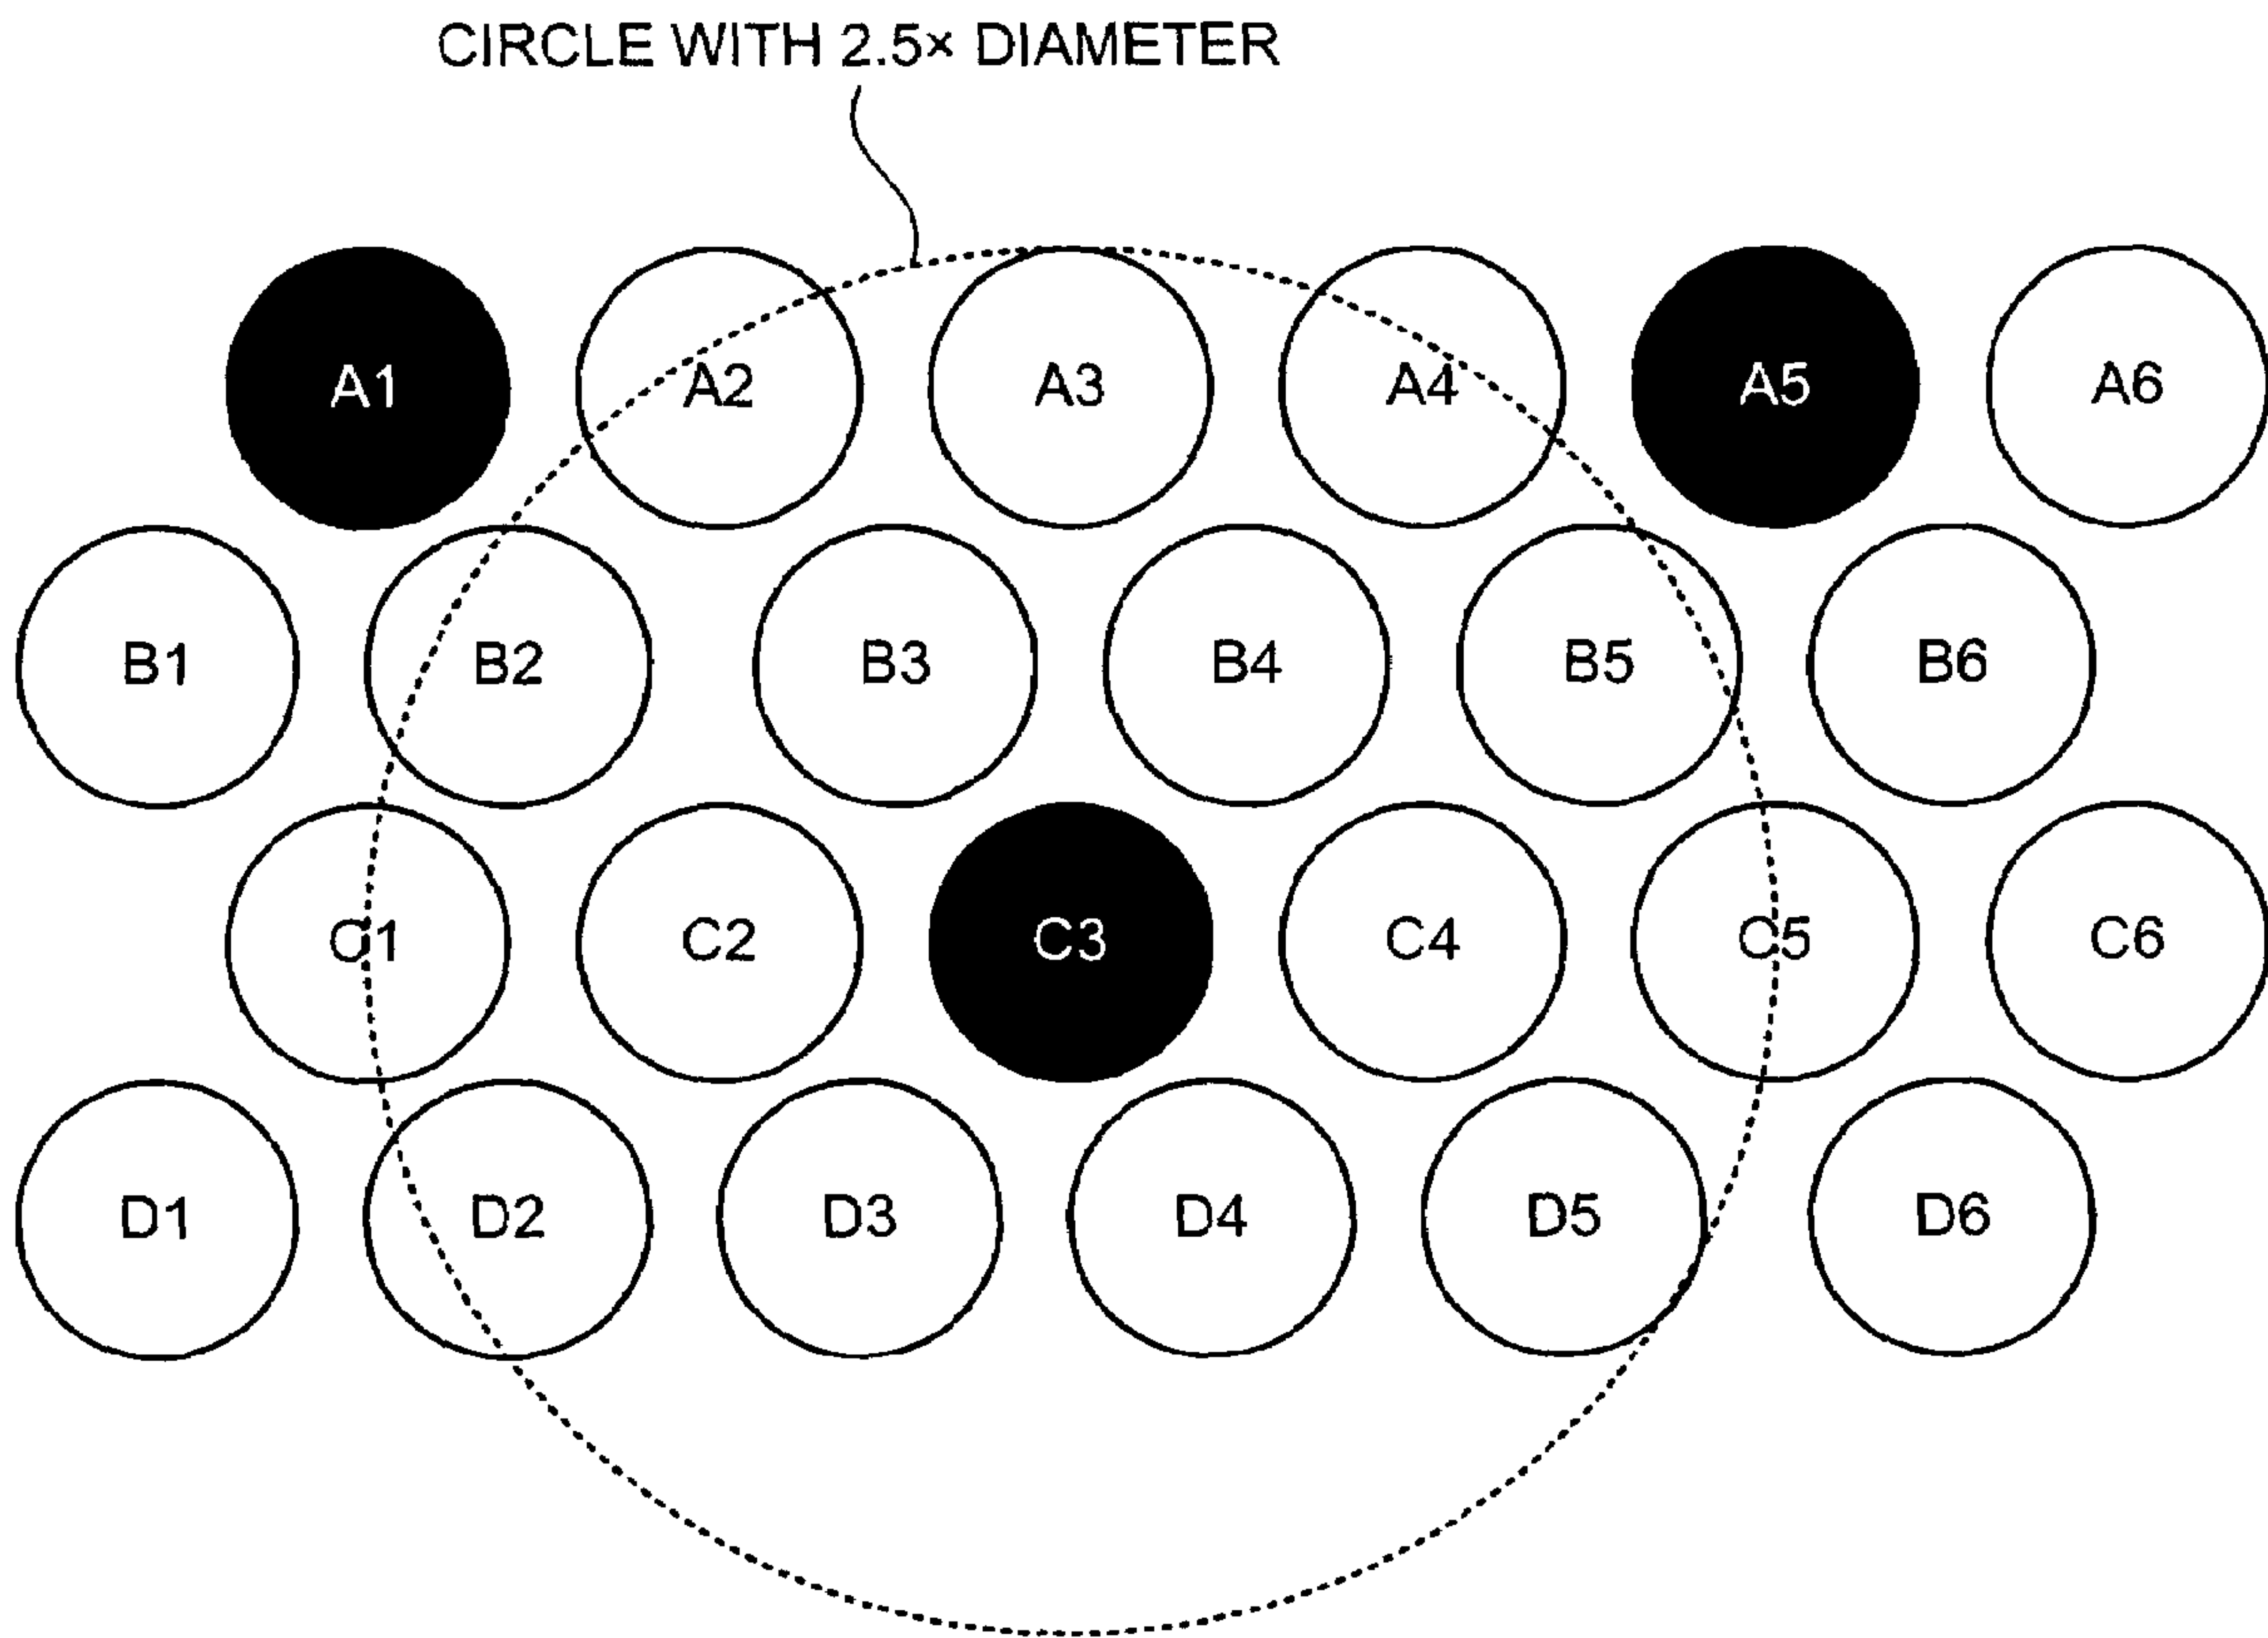 CIRCLE WITH 2.5× DIAMETER
A1 A2 A3 A4 A5 A6
B1 B2 B3 B4 B5 B6
C1 C2 C3 C4 C5 C6
D1 D2 D3 D4 D5 D6